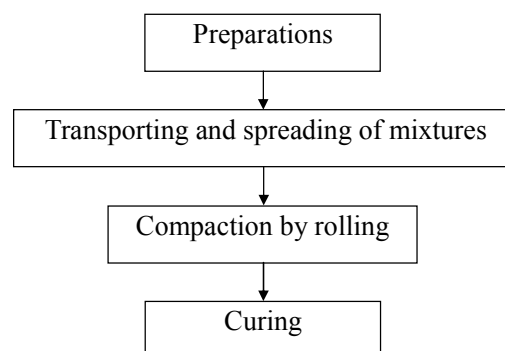 Preparations
Transporting and spreading of mixtures
Compaction by rolling
Curing